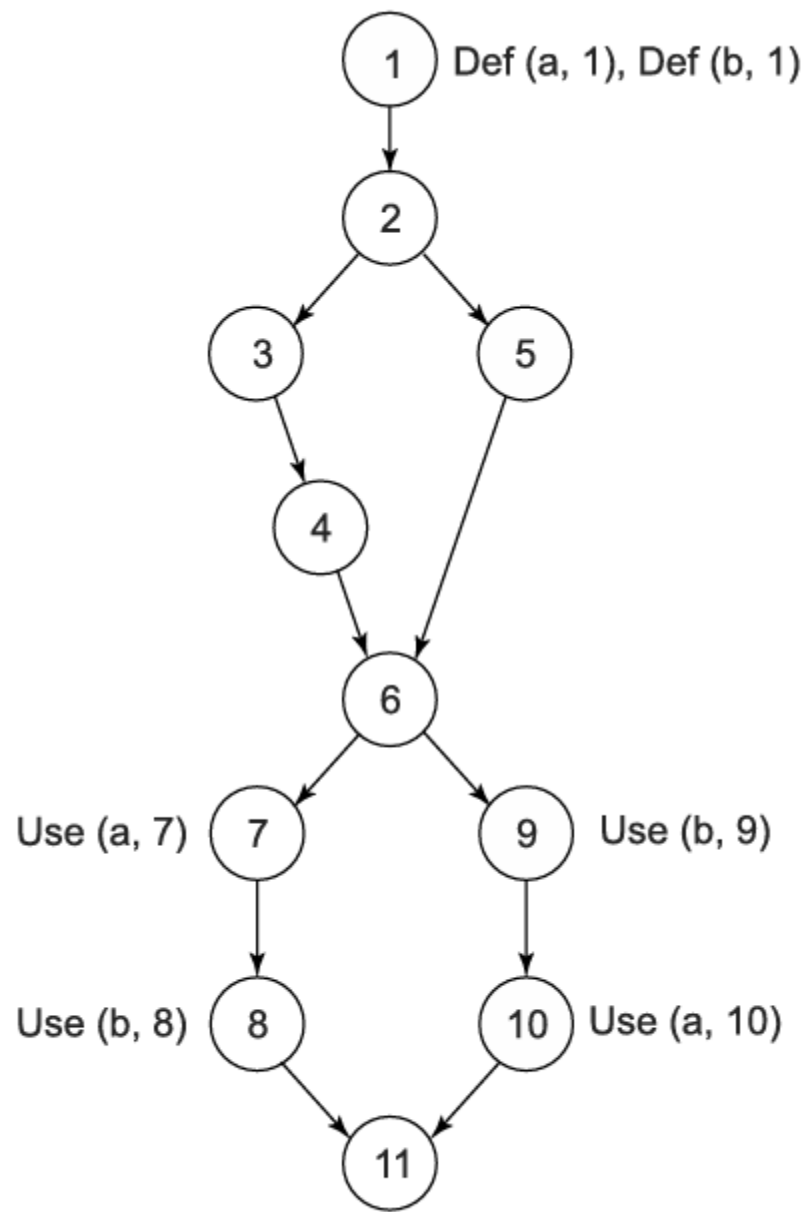 1 Def (a, 1), Def (b, 1)
2
3 5
4
6
Use (a, 7) 7 9 Use (b, 9)
Use (b, 8) 8 10 Use (a, 10)
11